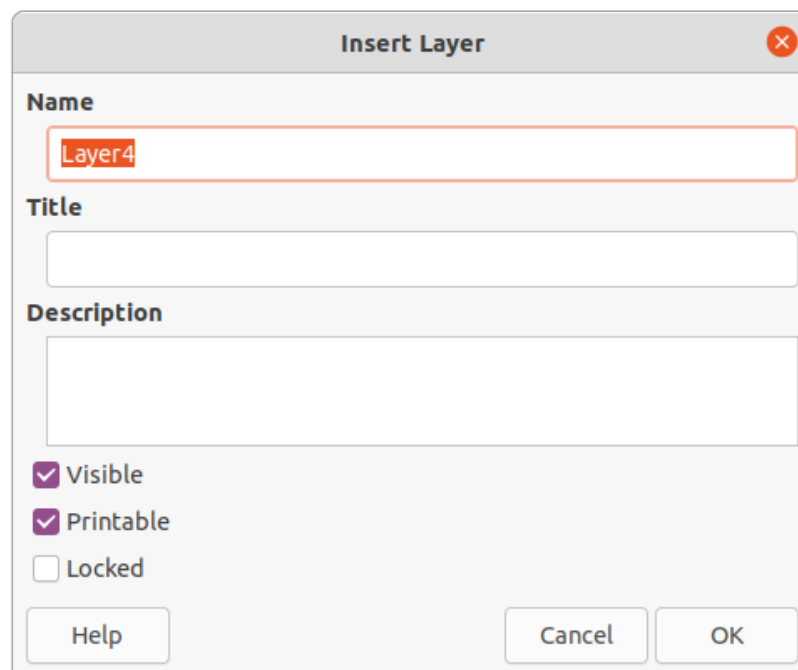 Insert Layer
Name
Layer4
Title
Description
Visible
Printable
Locked
Help Cancel OK